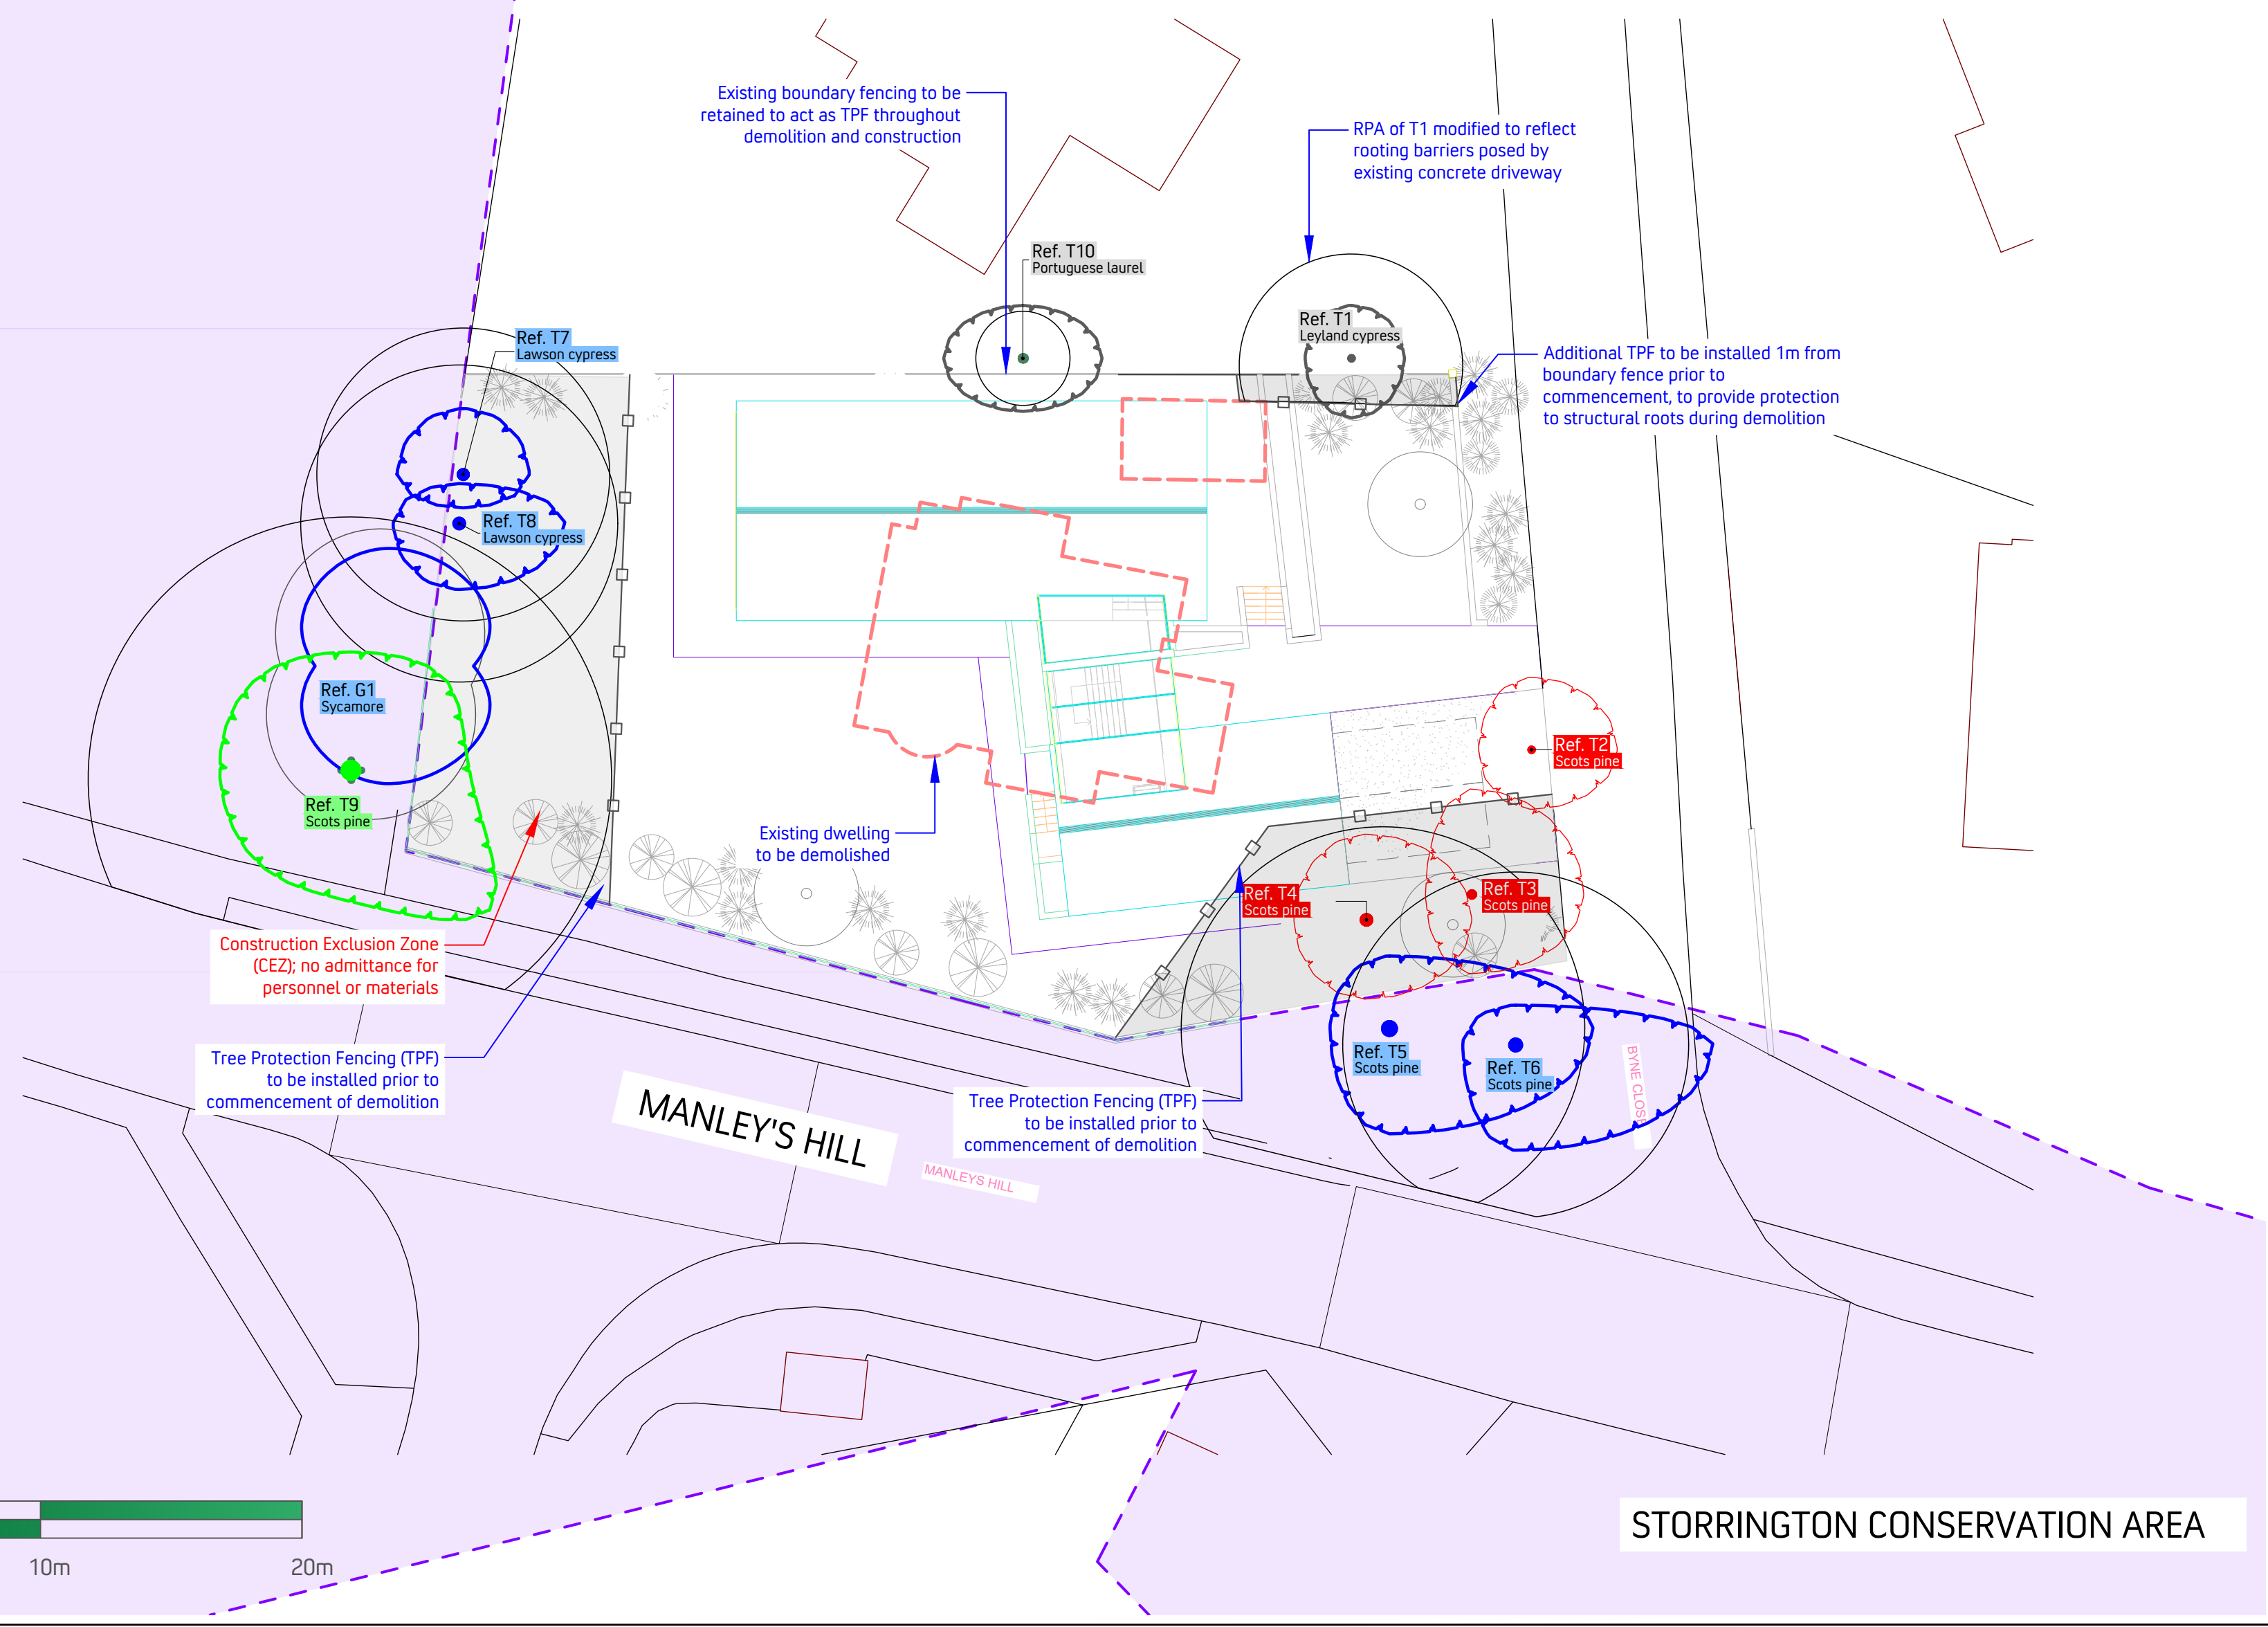 Existing boundary fencing to be
retained to act as TPF throughout
demolition and construction
RPA of T1 modified to reflect
rooting barriers posed by
existing concrete driveway
Ref. T10
Portuguese laurel
Ref. T1
Leyland cypress
Ref. T7
Lawson cypress
Additional TPF to be installed 1m from
boundary fence prior to
commencement, to provide protection
to structural roots during demolition
Ref. T8
Lawson cypress
Ref. G1
Sycamore
Ref. T2
Scots pine
Ref. T9
Scots pine
Existing dwelling
to be demolished
Ref. T4
Scots pine
Ref. T3
Scots pine
Construction Exclusion Zone
(CEZ); no admittance for
personnel or materials
Tree Protection Fencing (TPF)
to be installed prior to
commencement of demolition
Ref. T5
Scots pine
Ref. T6
Scots pine
BYNE CLOSE
MANLEY'S HILL
Tree Protection Fencing (TPF)
to be installed prior to
commencement of demolition
MANLEYS HILL
STORRINGTON CONSERVATION AREA
10m
20m